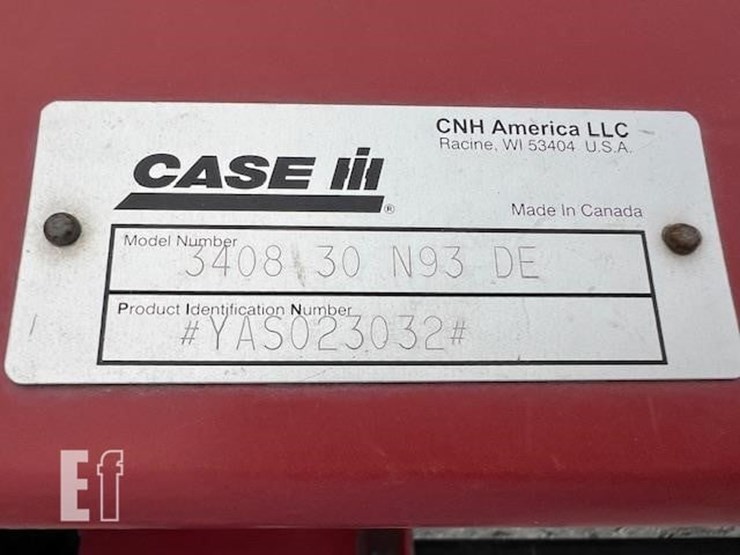 CNH America LLC
Racine, WI 53404 U.S.A.
CASE IH®
Made In Canada
Model Number
3408 30 N93 DE
Product Identification Number
#YAS023032#
Ef